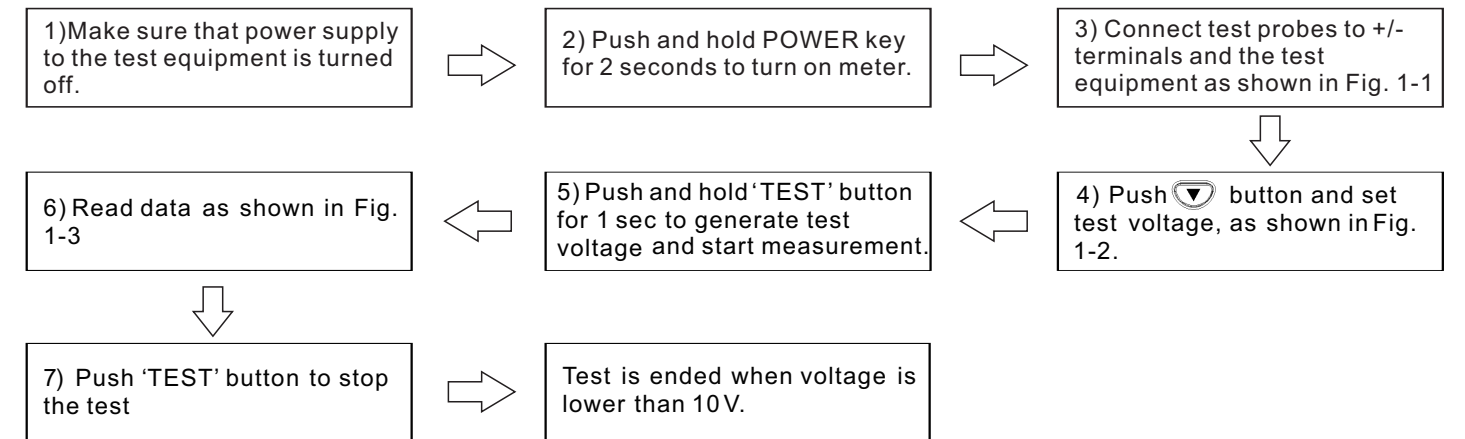 1)Make sure that power supply
to the test equipment is turned
off.
2) Push and hold POWER key
for 2 seconds to turn on meter.
3) Connect test probes to +/-
terminals and the test
equipment as shown in Fig. 1-1
4) Push ▼ button and set
test voltage, as shown in Fig.
1-2.
5) Push and hold ‘TEST’ button
for 1 sec to generate test
voltage and start measurement.
6) Read data as shown in Fig.
1-3
7) Push ‘TEST’ button to stop
the test
Test is ended when voltage is
lower than 10V.